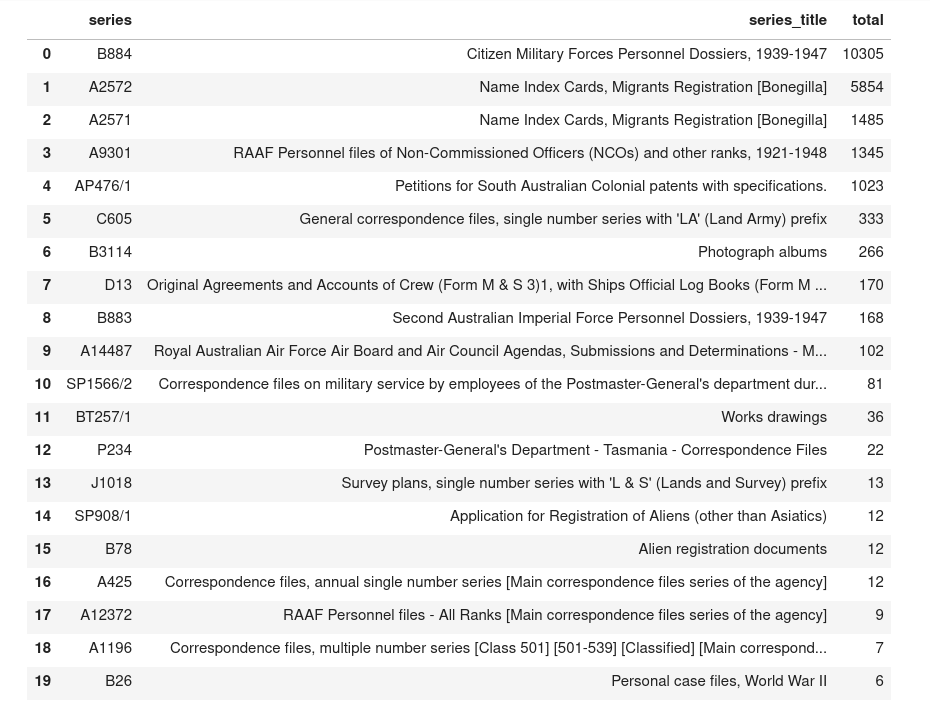 series series_title total
0 B884 Citizen Military Forces Personnel Dossiers, 1939-1947 10305
1 A2572 Name Index Cards, Migrants Registration [Bonegilla] 5854
2 A2571 Name Index Cards, Migrants Registration [Bonegilla] 1485
3 A9301 RAAF Personnel files of Non-Commissioned Officers (NCOs) and other ranks, 1921-1948 1345
4 AP476/1 Petitions for South Australian Colonial patents with specifications. 1023
5 C605 General correspondence files, single number series with 'LA' (Land Army) prefix 333
6 B3114 Photograph albums 266
7 D13 Original Agreements and Accounts of Crew (Form M & S 3)1, with Ships Official Log Books (Form M ... 170
8 B883 Second Australian Imperial Force Personnel Dossiers, 1939-1947 168
9 A14487 Royal Australian Air Force Air Board and Air Council Agendas, Submissions and Determinations - M... 102
10 SP1566/2 Correspondence files on military service by employees of the Postmaster-General's department dur... 81
11 BT257/1 Works drawings 36
12 P234 Postmaster-General's Department - Tasmania - Correspondence Files 22
13 J1018 Survey plans, single number series with 'L & S' (Lands and Survey) prefix 13
14 SP908/1 Application for Registration of Aliens (other than Asiatics) 12
15 B78 Alien registration documents 12
16 A425 Correspondence files, annual single number series [Main correspondence files series of the agency] 12
17 A12372 RAAF Personnel files - All Ranks [Main correspondence files series of the agency] 9
18 A1196 Correspondence files, multiple number series [Class 501] [501-539] [Classified] [Main correspond... 7
19 B26 Personal case files, World War II 6